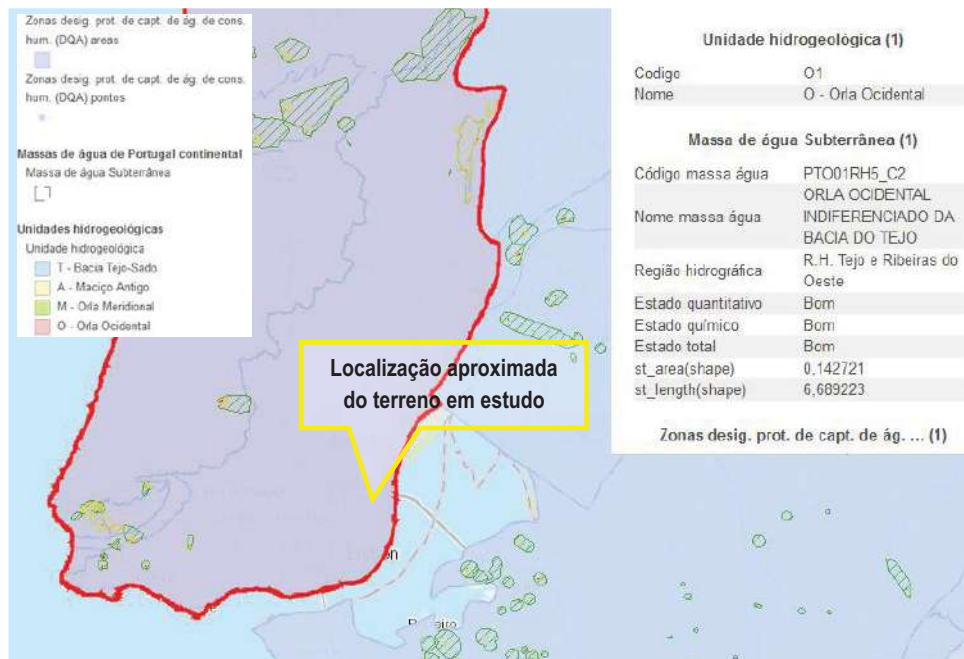 Zonas desig. prot. de capt. de ág. de cons.
hum. (DQA) areas
Zonas desig. prot. de capt. de ág. de cons.
hum. (DQA) pontos
Massas de água de Portugal continental
Massa de água Subterrânea
Unidades hidrogeológicas
Unidade hidrogeológica
T - Bacia Tejo-Sado
A - Maciço Antigo
M - Orla Meridional
O - Orla Ocidental
Localização aproximada
do terreno em estudo
Unidade hidrogeológica (1)
Codigo O1
Nome O - Orla Ocidental
Massa de água Subterrânea (1)
Código massa água PTO01RH5_C2
Nome massa água ORLA OCIDENTAL
INDIFERENCIADO DA
BACIA DO TEJO
Região hidrográfica R.H. Tejo e Ribeiras do
Oeste
Estado quantitativo Bom
Estado químico Bom
Estado total Bom
st_area(shape) 0,142721
st_length(shape) 6,689223
Zonas desig. prot. de capt. de ág. ... (1)